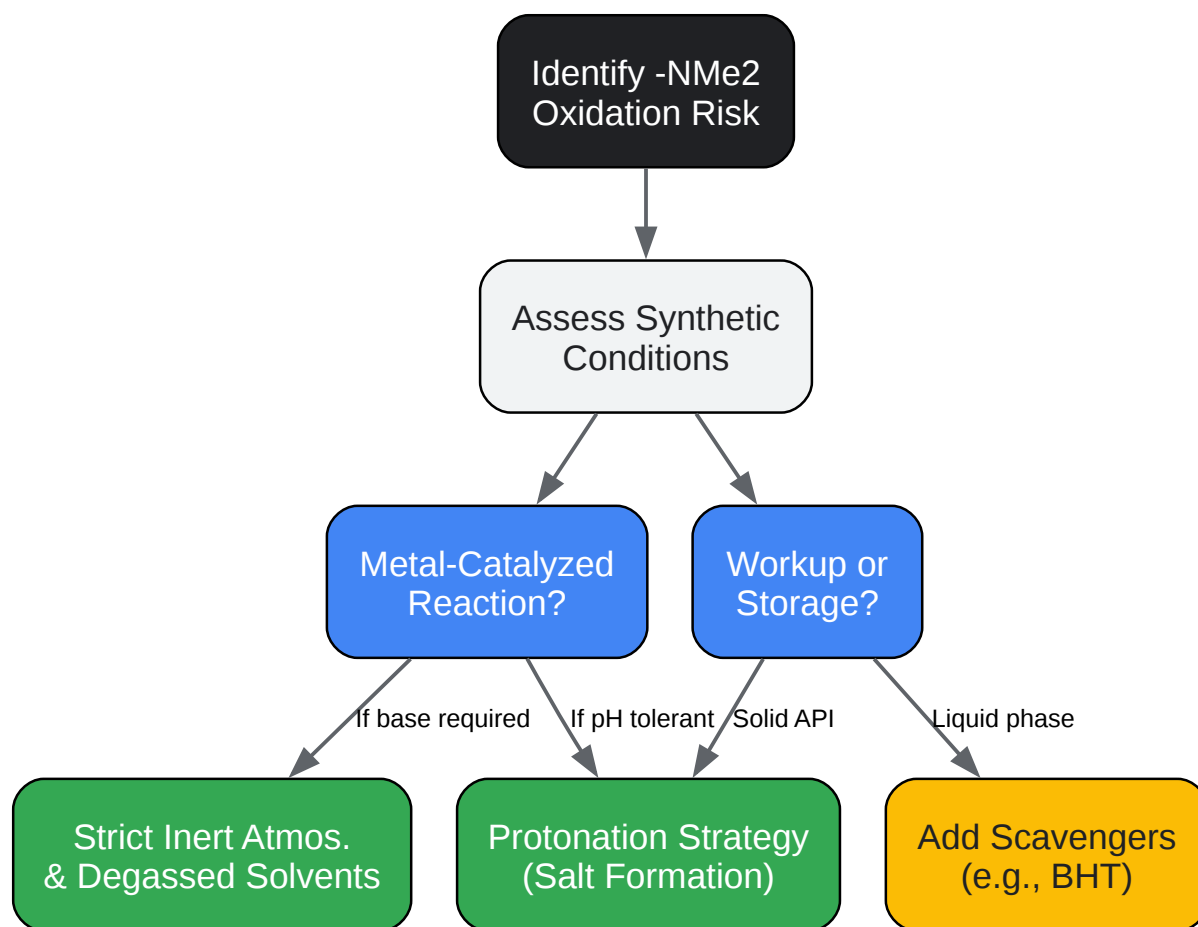 Identify -NMe2
Oxidation Risk
Assess Synthetic
Conditions
Metal-Catalyzed
Reaction?
Workup or
Storage?
If base required
If pH tolerant
Solid API
Liquid phase
Strict Inert Atmos.
& Degassed Solvents
Protonation Strategy
(Salt Formation)
Add Scavengers
(e.g., BHT)